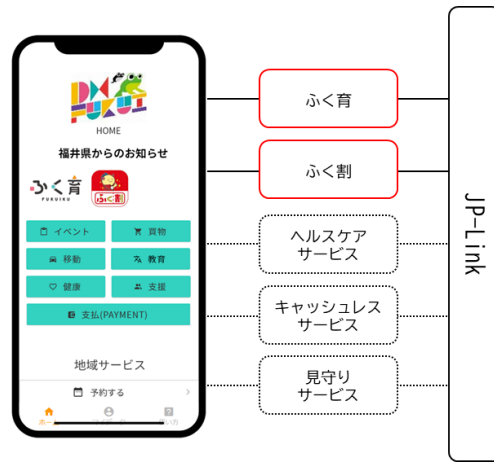 DX
FUKUI
HOME
福井県からのお知らせ
ふく育
FUKUIKU
ふく割
イベント
買物
移動
教育
健康
支援
支払(PAYMENT)
地域サービス
予約する
ホーム
ふく育
ふく割
ヘルスケア
サービス
キャッシュレス
サービス
見守り
サービス
JP-Link